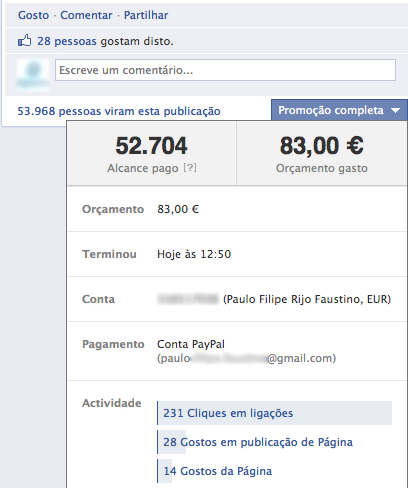 Gosto · Comentar · Partilhar
28 pessoas gostam disto.
Escreve um comentário...
53.968 pessoas viram esta publicação
Promoção completa
52.704
Alcance pago [?]
83,00 €
Orçamento gasto
Orçamento 83,00 €
Terminou Hoje às 12:50
Conta (Paulo Filipe Rijo Faustino, EUR)
Pagamento Conta PayPal
(paulo @gmail.com)
Actividade
231 Cliques em ligações
28 Gostos em publicação de Página
14 Gostos da Página